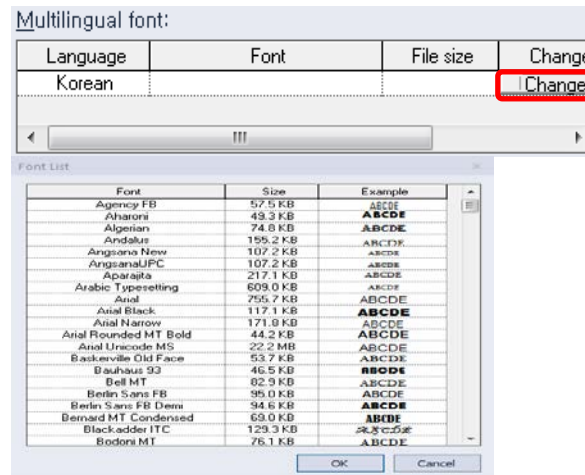 Multilingual font:
Language Font File size Change
Korean Change
Font List
Font Size Example
Agency FB 57.5 KB ABCDE
Aharoni 49.3 KB ABCDE
Algerian 74.8 KB ABCDE
Andalus 155.2 KB ABCDE
Angsana New 107.2 KB ABCDE
AngsanaUPC 107.2 KB ABCDE
Aparajita 217.1 KB ABCDE
Arabic Typesetting 609.0 KB ABCDE
Arial 755.7 KB ABCDE
Arial Black 117.1 KB ABCDE
Arial Narrow 171.8 KB ABCDE
Arial Rounded MT Bold 44.2 KB ABCDE
Arial Unicode MS 22.2 MB ABCDE
Baskerville Old Face 53.7 KB ABCDE
Bauhaus 93 46.5 KB ABCDE
Bell MT 82.9 KB ABCDE
Berlin Sans FB 95.0 KB ABCDE
Berlin Sans FB Demi 94.6 KB ABCDE
Bernard MT Condensed 69.0 KB ABCDE
Blackadder ITC 129.3 KB ABCDE
Bodoni MT 76.1 KB ABCDE
OK Cancel